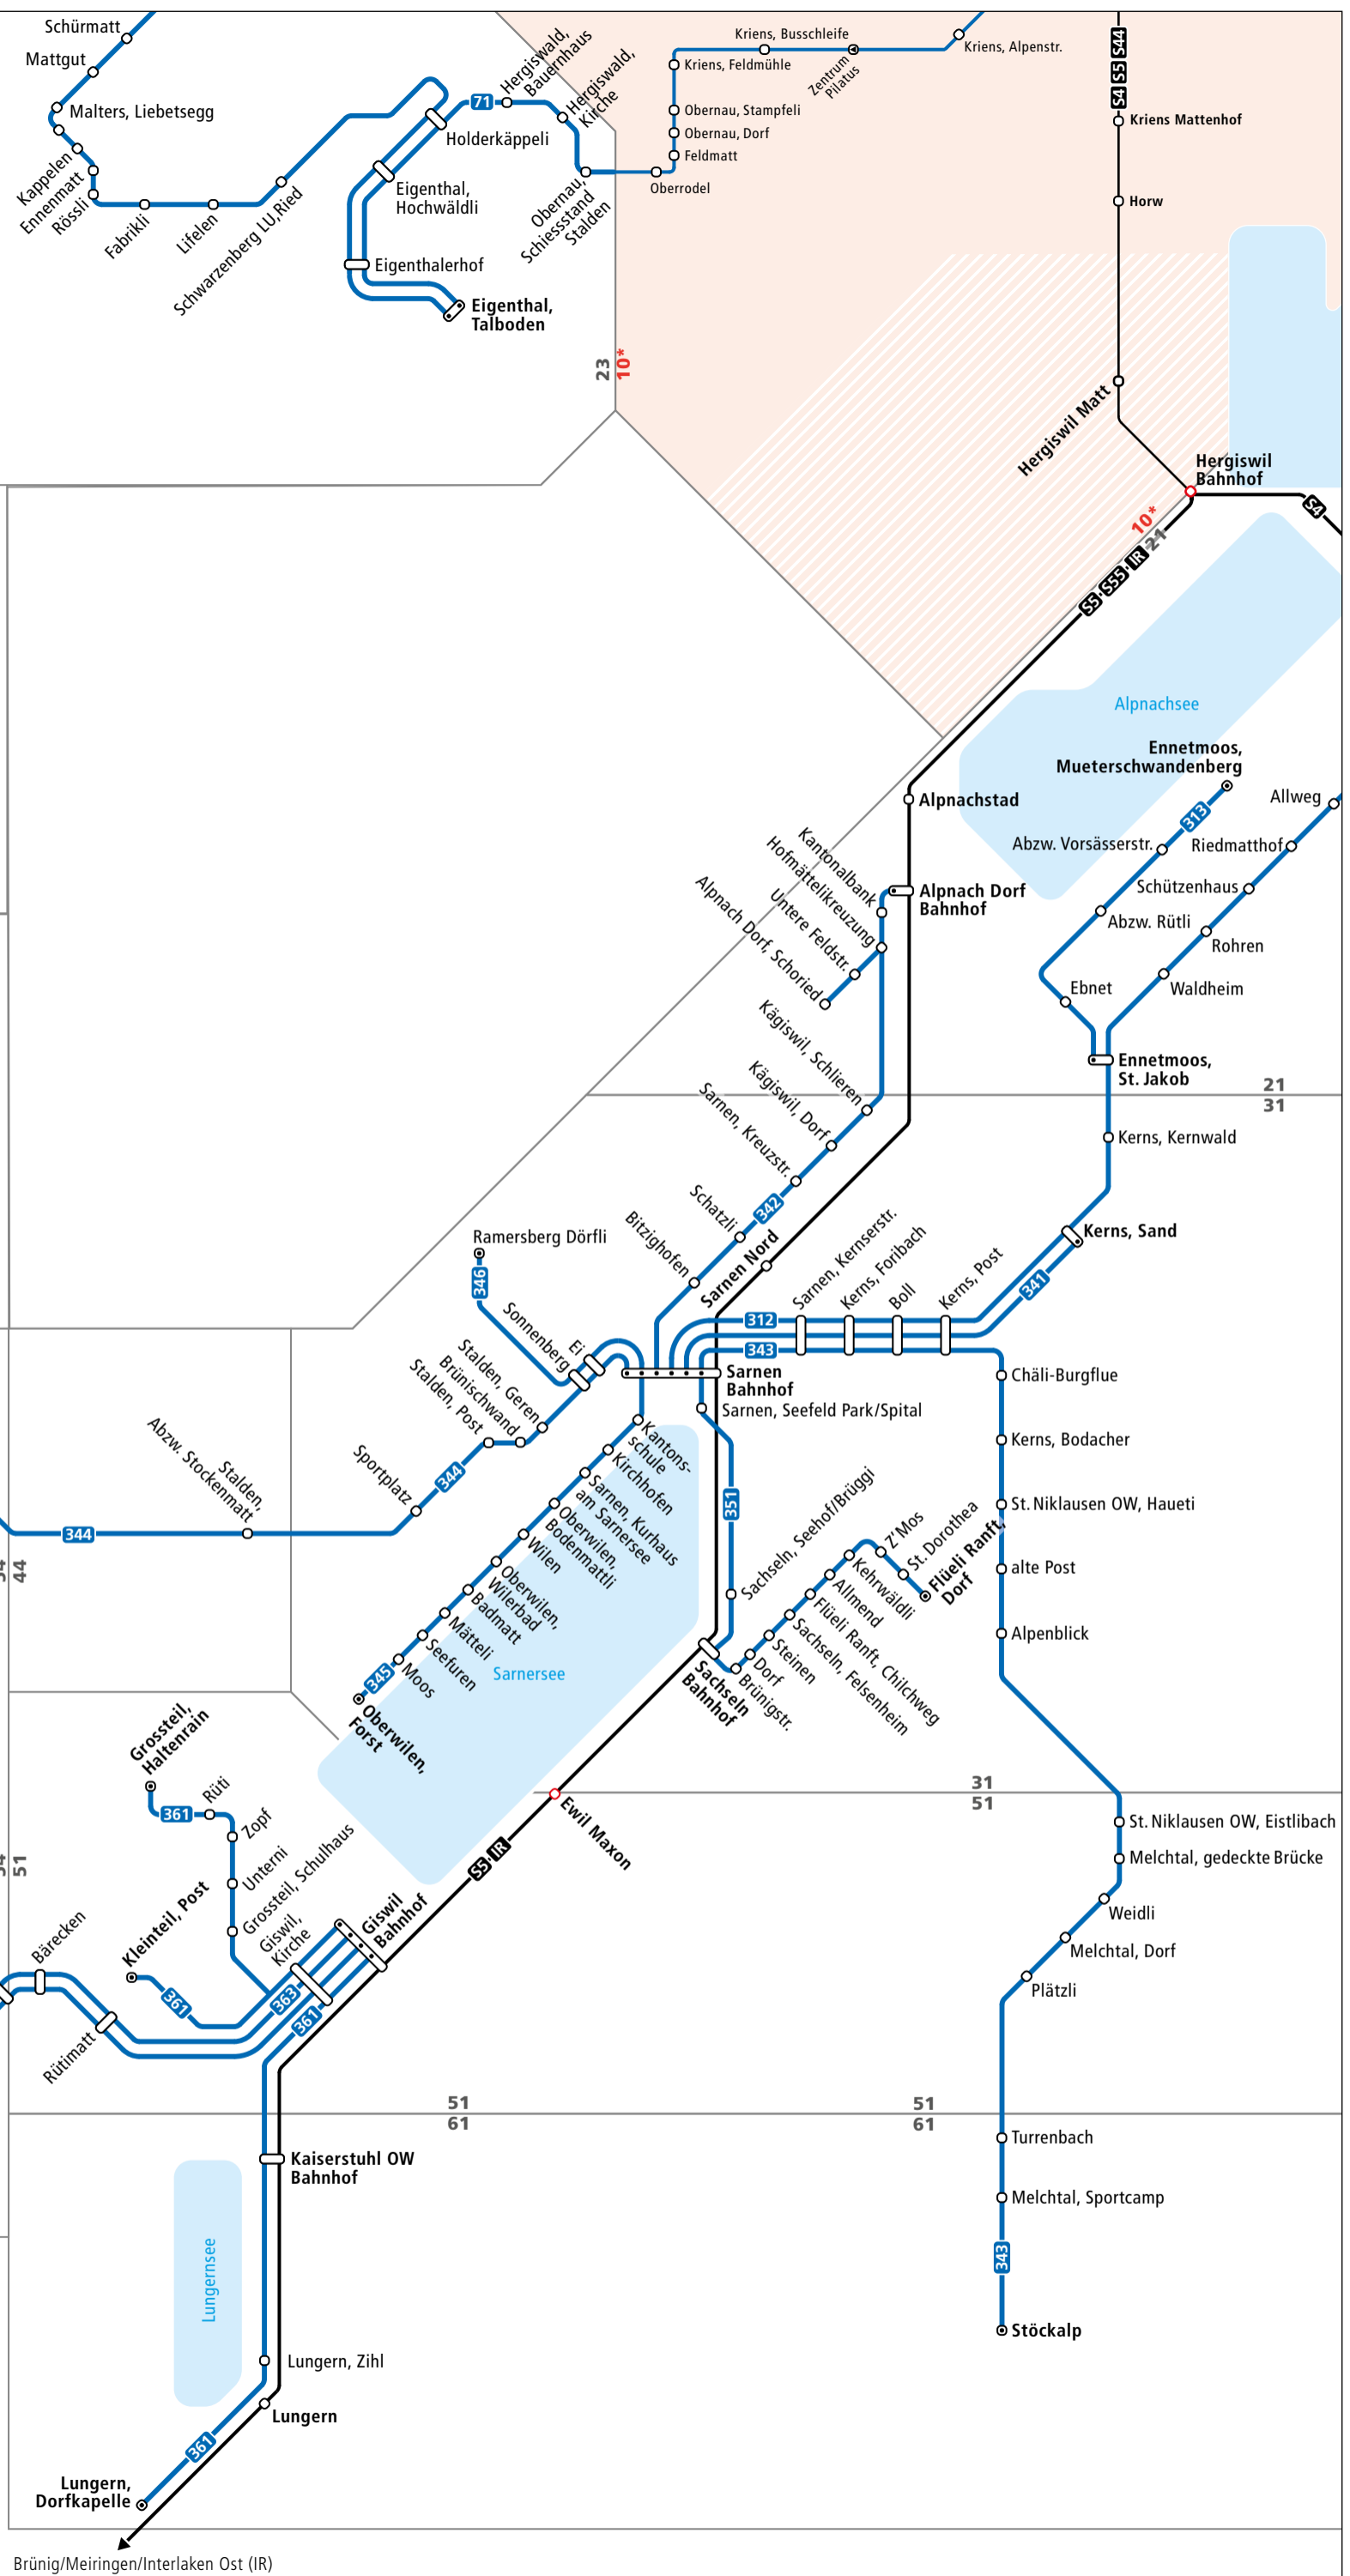 Schürmatt
Mattgut
Malters, Liebetsegg
Kappelen
Ennenmatt
Rössli
Fabrikli
Lifelen
Schwarzenberg LU,Ried
71
Hergiswald,
Bauernhaus
Hergiswald,
Kirche
Holderkäppeli
Eigenthal,
Hochwäldli
Eigenthalerhof
Eigenthal,
Talboden
Obernau,
Schiessstand
Stalden
Oberrodel
Feldmatt
Obernau, Dorf
Obernau, Stampfeli
Kriens, Feldmühle
Kriens, Busschleife
Zentrum
Pilatus
Kriens, Alpenstr.
S4 S5 S44
Kriens Mattenhof
Horw
23
10*
Hergiswil Matt
Hergiswil
Bahnhof
S4
10*
21
S5·S55·IR
Alpnachsee
Ennetmoos,
Mueterschwandenberg
313
Allweg
Alpnachstad
Abzw. Vorsässerstr.
Riedmatthof
Schützenhaus
Abzw. Rütli
Rohren
Waldheim
Ebnet
Ennetmoos,
St. Jakob
Alpnach Dorf
Bahnhof
Kantonalbank
Hofmättelikreuzung
Untere Feldstr.
Alpnach Dorf, Schoried
Kägiswil, Schlieren
Kägiswil, Dorf
Sarnen, Kreuzstr.
342
Schatzli
Bitzighofen
Sarnen Nord
21
31
Kerns, Kernwald
Kerns, Sand
341
Ramersberg Dörfli
346
Sonnenberg
Ei
Stalden, Geren
Brünischwand
Stalden, Post
Sportplatz
344
Stalden,
Abzw. Stockenmatt
344
44
312
343
Sarnen, Kernserstr.
Kerns, Foribach
Boll
Kerns, Post
Sarnen
Bahnhof
Sarnen, Seefeld Park/Spital
Chäli-Burgflue
Kerns, Bodacher
St. Niklausen OW, Haueti
alte Post
Alpenblick
351
Kantons-
schule
Kirchhofen
Sarnen, Kurhaus
am Sarnersee
Oberwilen,
Bodenmattli
Wilen
Oberwilen,
Wilerbad
Badmatt
Mätteli
Seefuren
Moos
345
Oberwilen,
Forst
Sarnersee
Sachseln, Seehof/Brüggi
Sachseln
Bahnhof
Brünigstr.
Dorf
Steinen
Sachseln, Felsenheim
Flüeli Ranft, Chilchweg
Allmend
Kehrwäldli
Z'Mos
St. Dorothea
Flüeli Ranft,
Dorf
31
51
Ewil Maxon
S5·IR
Grossteil,
Haltenrain
361
Rüti
Zopf
Unterni
Grossteil, Schulhaus
Kleinteil, Post
361
Giswil,
Kirche
Giswil
Bahnhof
363
361
51
Bärecken
Rütimatt
St. Niklausen OW, Eistlibach
Melchtal, gedeckte Brücke
Weidli
Melchtal, Dorf
Plätzli
51
61
51
61
Turrenbach
Melchtal, Sportcamp
343
Stöckalp
Kaiserstuhl OW
Bahnhof
Lungernsee
Lungern, Zihl
Lungern
361
Lungern,
Dorfkapelle
Brünig/Meiringen/Interlaken Ost (IR)